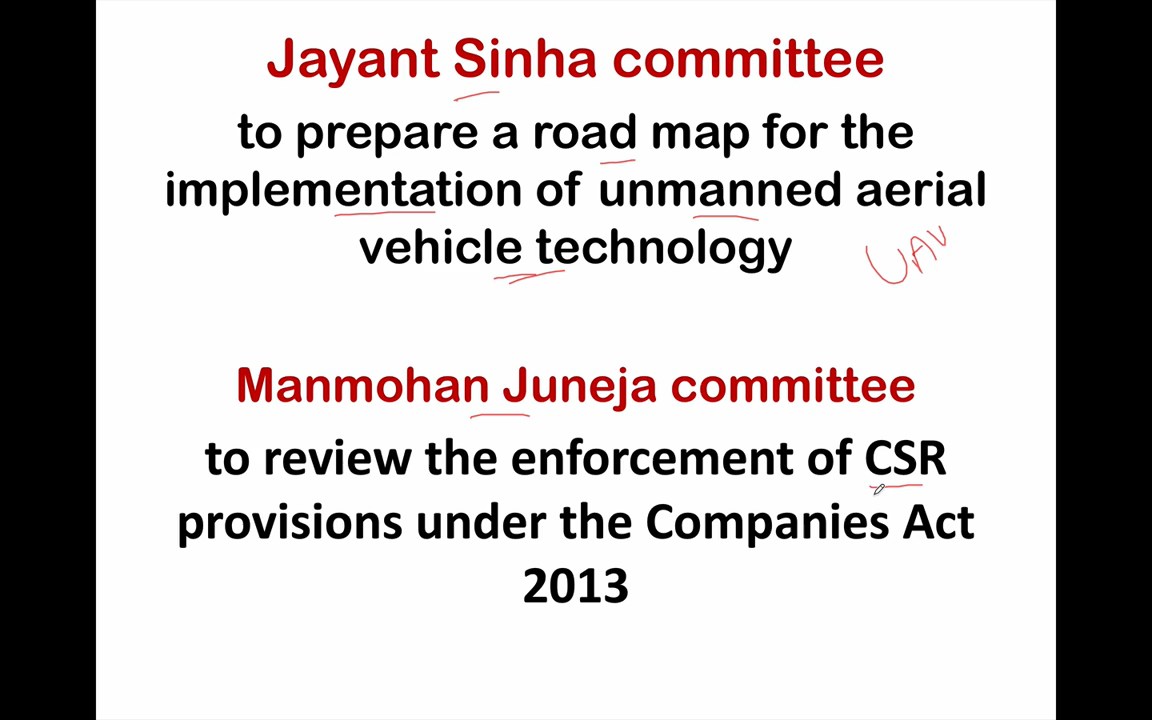 Jayant Sinha committee
to prepare a road map for the
implementation of unmanned aerial
vehicle technology
UAV
Manmohan Juneja committee
to review the enforcement of CSR
provisions under the Companies Act
2013